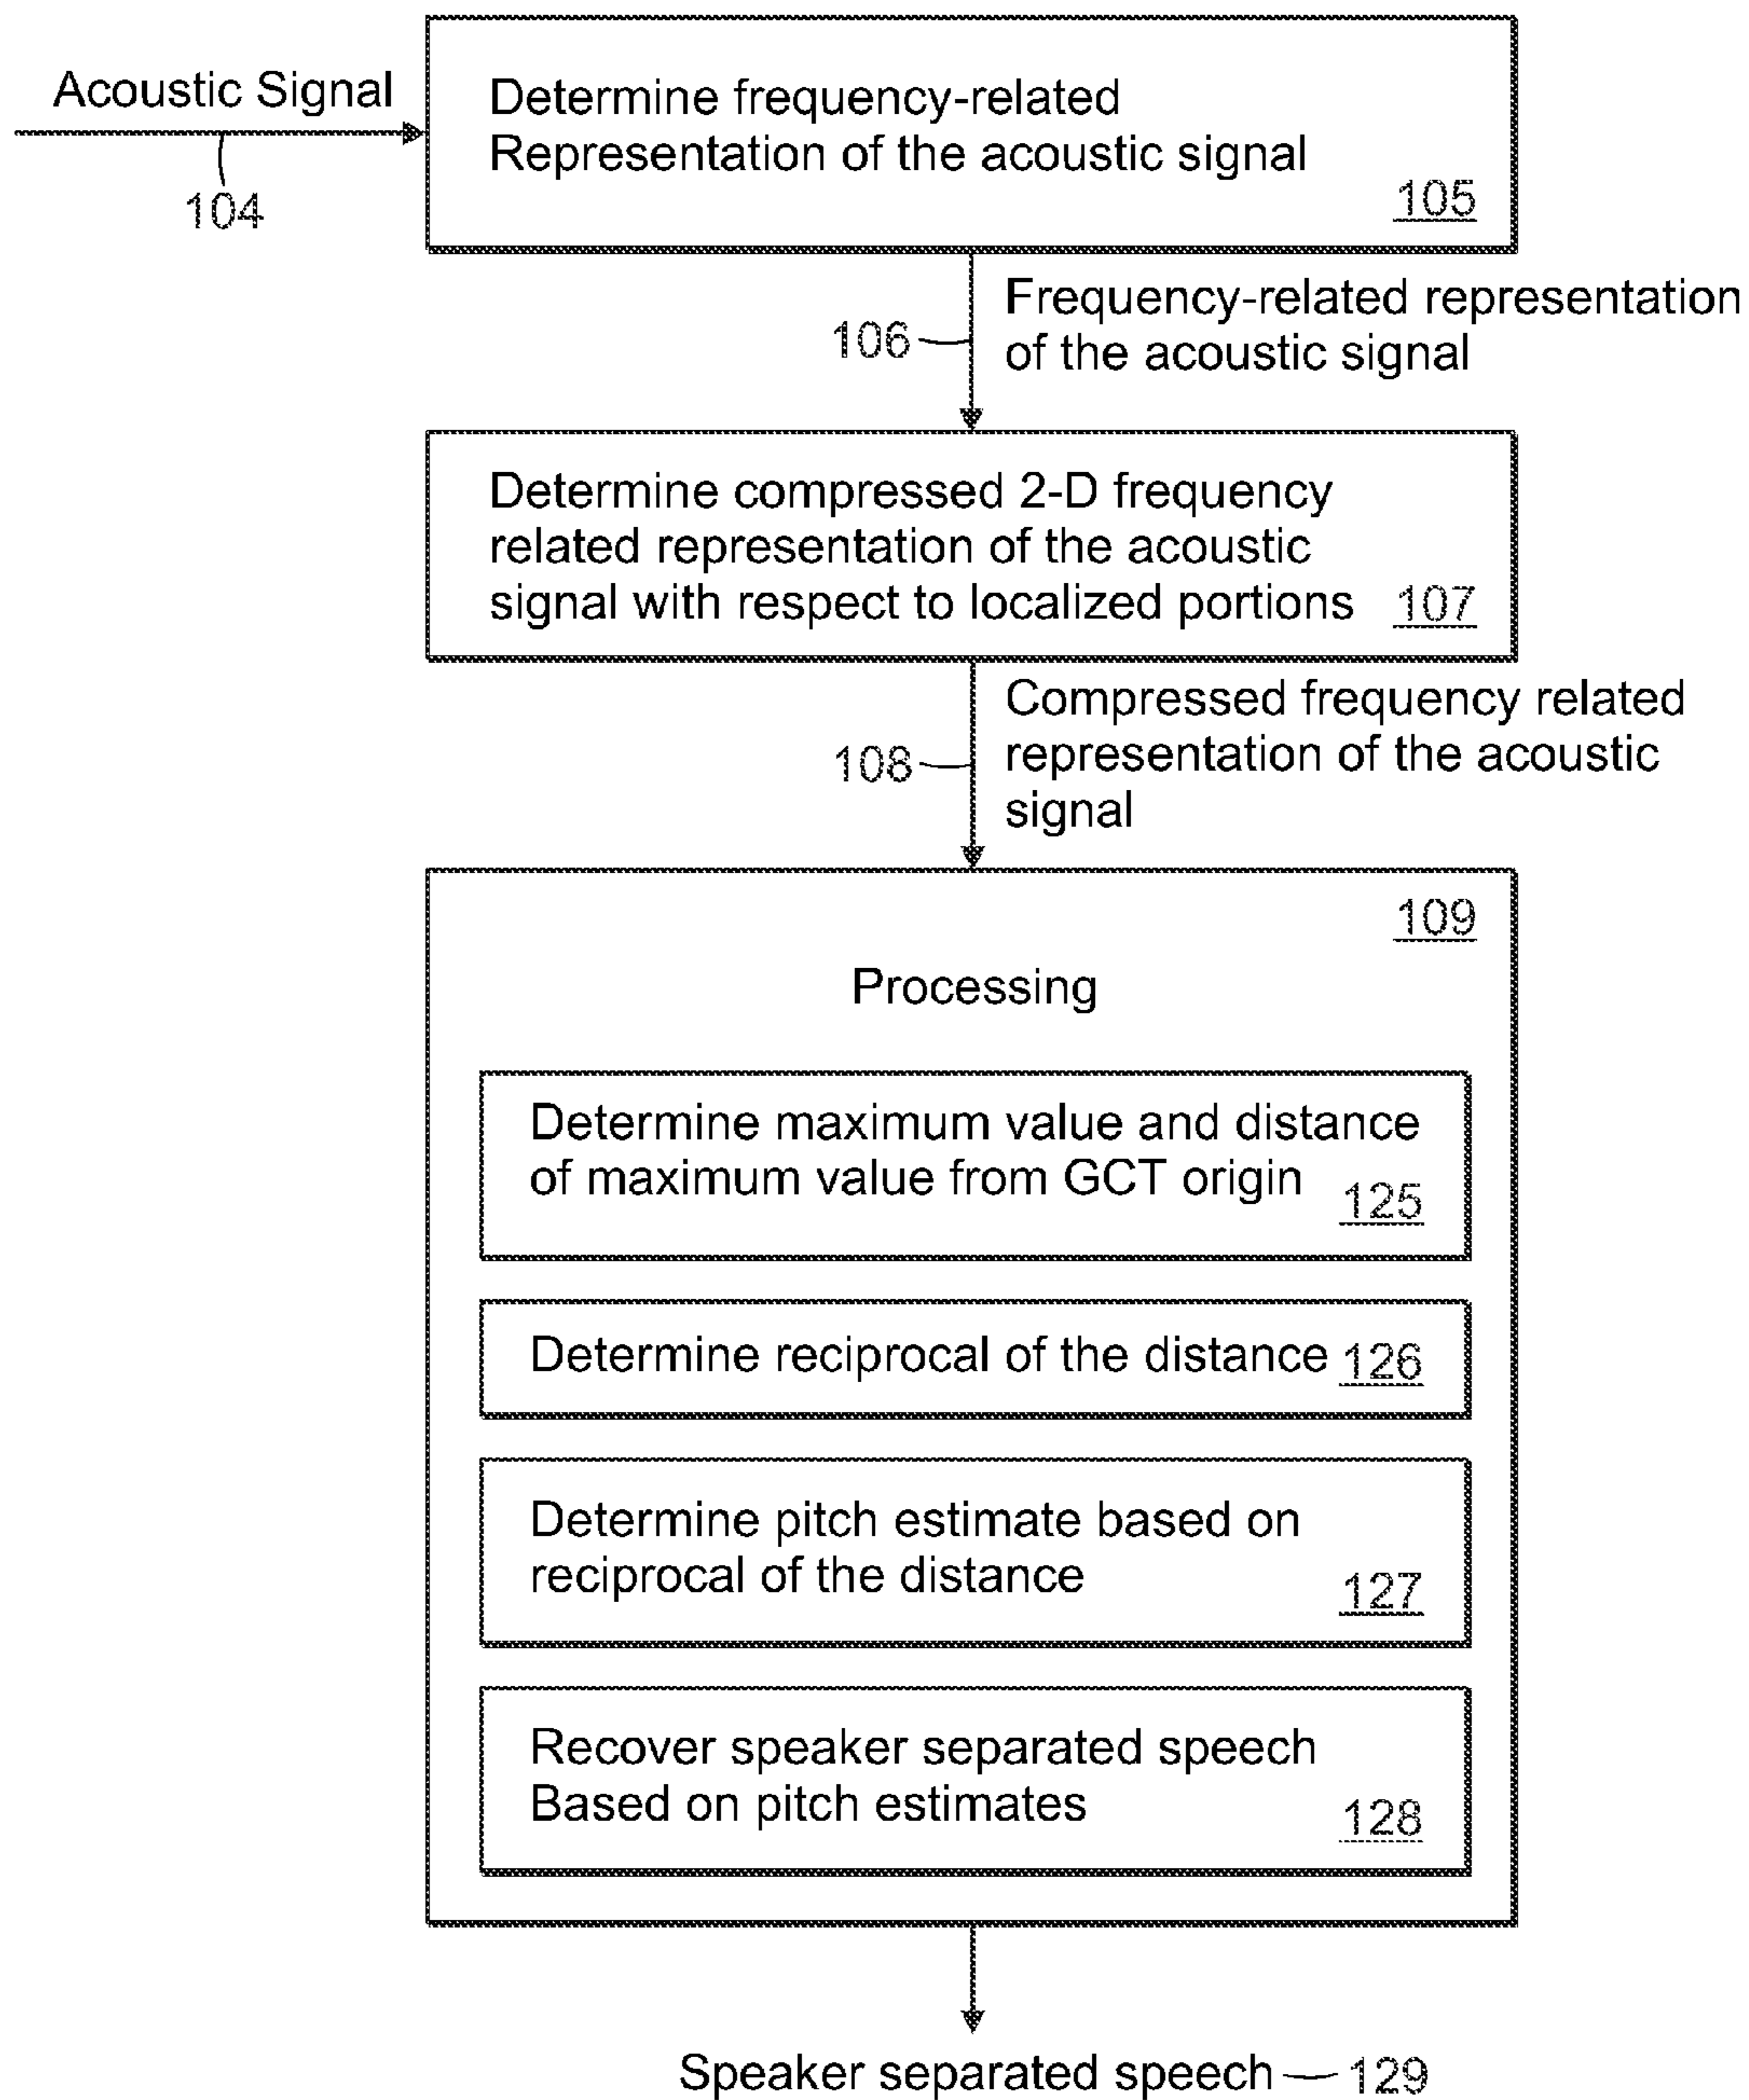 Acoustic Signal
104
Determine frequency-related
Representation of the acoustic signal
105
106
Frequency-related representation
of the acoustic signal
Determine compressed 2-D frequency
related representation of the acoustic
signal with respect to localized portions
107
108
Compressed frequency related
representation of the acoustic
signal
109
Processing
Determine maximum value and distance
of maximum value from GCT origin
125
Determine reciprocal of the distance 126
Determine pitch estimate based on
reciprocal of the distance
127
Recover speaker separated speech
Based on pitch estimates
128
Speaker separated speech 129